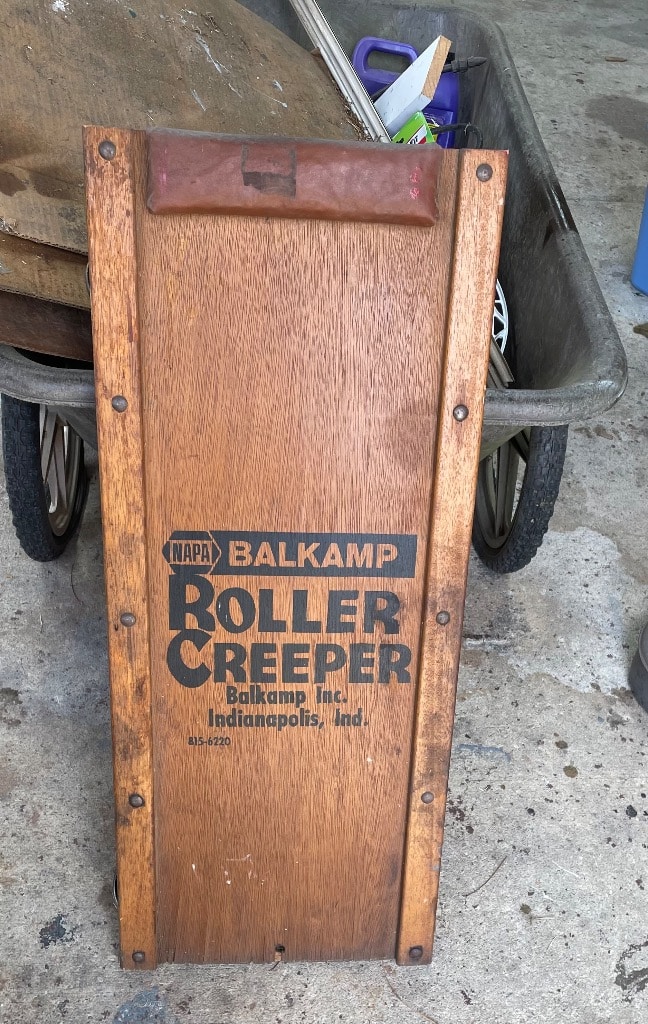 NAPA BALKAMP
ROLLER
CREEPER
Balkamp Inc.
Indianapolis, Ind.
815-6220